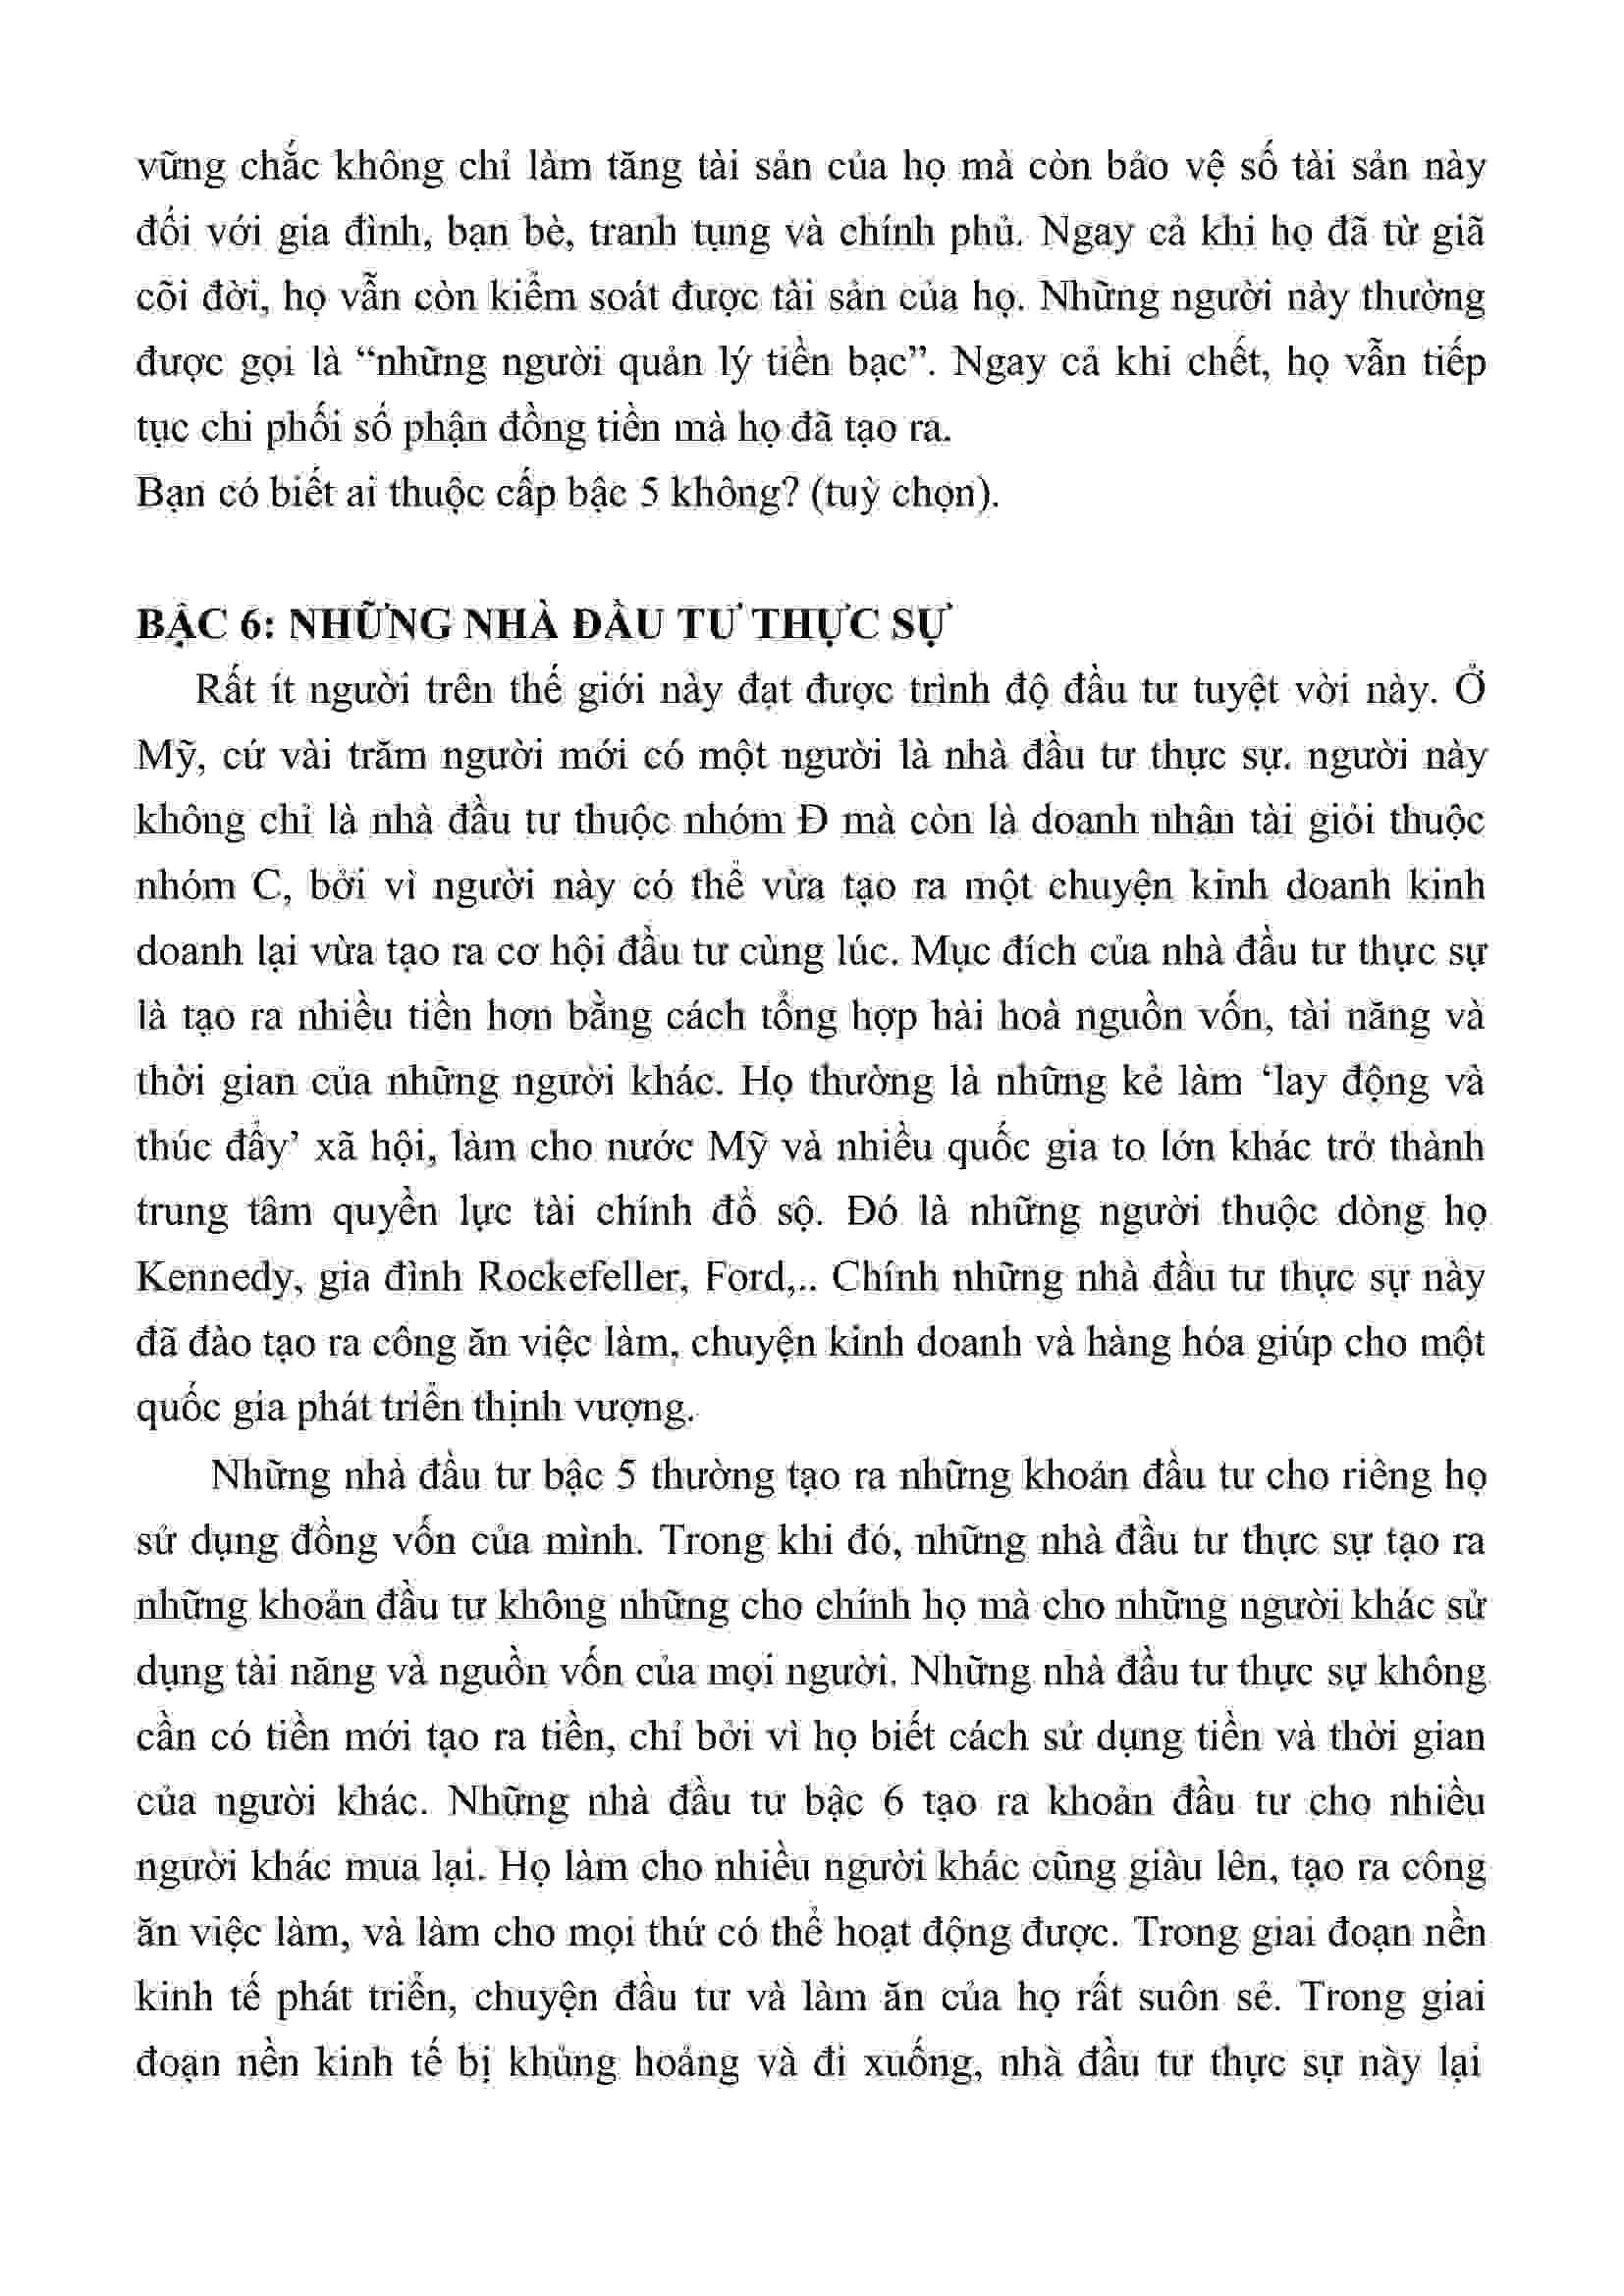 vững chắc không chỉ làm tăng tài sản của họ mà còn bảo vệ số tài sản này
đối với gia đình, bạn bè, tranh tụng và chính phủ. Ngay cả khi họ đã từ giã
cõi đời, họ vẫn còn kiểm soát được tài sản của họ. Những người này thường
được gọi là “những người quản lý tiền bạc”. Ngay cả khi chết, họ vẫn tiếp
tục chi phối số phận đồng tiền mà họ đã tạo ra.
Bạn có biết ai thuộc cấp bậc 5 không? (tuỳ chọn).
BẬC 6: NHỮNG NHÀ ĐẦU TƯ THỰC SỰ
Rất ít người trên thế giới này đạt được trình độ đầu tư tuyệt vời này. Ở
Mỹ, cứ vài trăm người mới có một người là nhà đầu tư thực sự. người này
không chỉ là nhà đầu tư thuộc nhóm Đ mà còn là doanh nhân tài giỏi thuộc
nhóm C, bởi vì người này có thể vừa tạo ra một chuyện kinh doanh kinh
doanh lại vừa tạo ra cơ hội đầu tư cùng lúc. Mục đích của nhà đầu tư thực sự
là tạo ra nhiều tiền hơn bằng cách tổng hợp hài hoà nguồn vốn, tài năng và
thời gian của những người khác. Họ thường là những kẻ làm ‘lay động và
thúc đẩy’ xã hội, làm cho nước Mỹ và nhiều quốc gia to lớn khác trở thành
trung tâm quyền lực tài chính đồ sộ. Đó là những người thuộc dòng họ
Kennedy, gia đình Rockefeller, Ford,.. Chính những nhà đầu tư thực sự này
đã đào tạo ra công ăn việc làm, chuyện kinh doanh và hàng hóa giúp cho một
quốc gia phát triển thịnh vượng.
Những nhà đầu tư bậc 5 thường tạo ra những khoản đầu tư cho riêng họ
sử dụng đồng vốn của mình. Trong khi đó, những nhà đầu tư thực sự tạo ra
những khoản đầu tư không những cho chính họ mà cho những người khác sử
dụng tài năng và nguồn vốn của mọi người. Những nhà đầu tư thực sự không
cần có tiền mới tạo ra tiền, chỉ bởi vì họ biết cách sử dụng tiền và thời gian
của người khác. Những nhà đầu tư bậc 6 tạo ra khoản đầu tư cho nhiều
người khác mua lại. Họ làm cho nhiều người khác cũng giàu lên, tạo ra công
ăn việc làm, và làm cho mọi thứ có thể hoạt động được. Trong giai đoạn nền
kinh tế phát triển, chuyện đầu tư và làm ăn của họ rất suôn sẻ. Trong giai
đoạn nền kinh tế bị khủng hoảng và đi xuống, nhà đầu tư thực sự này lại